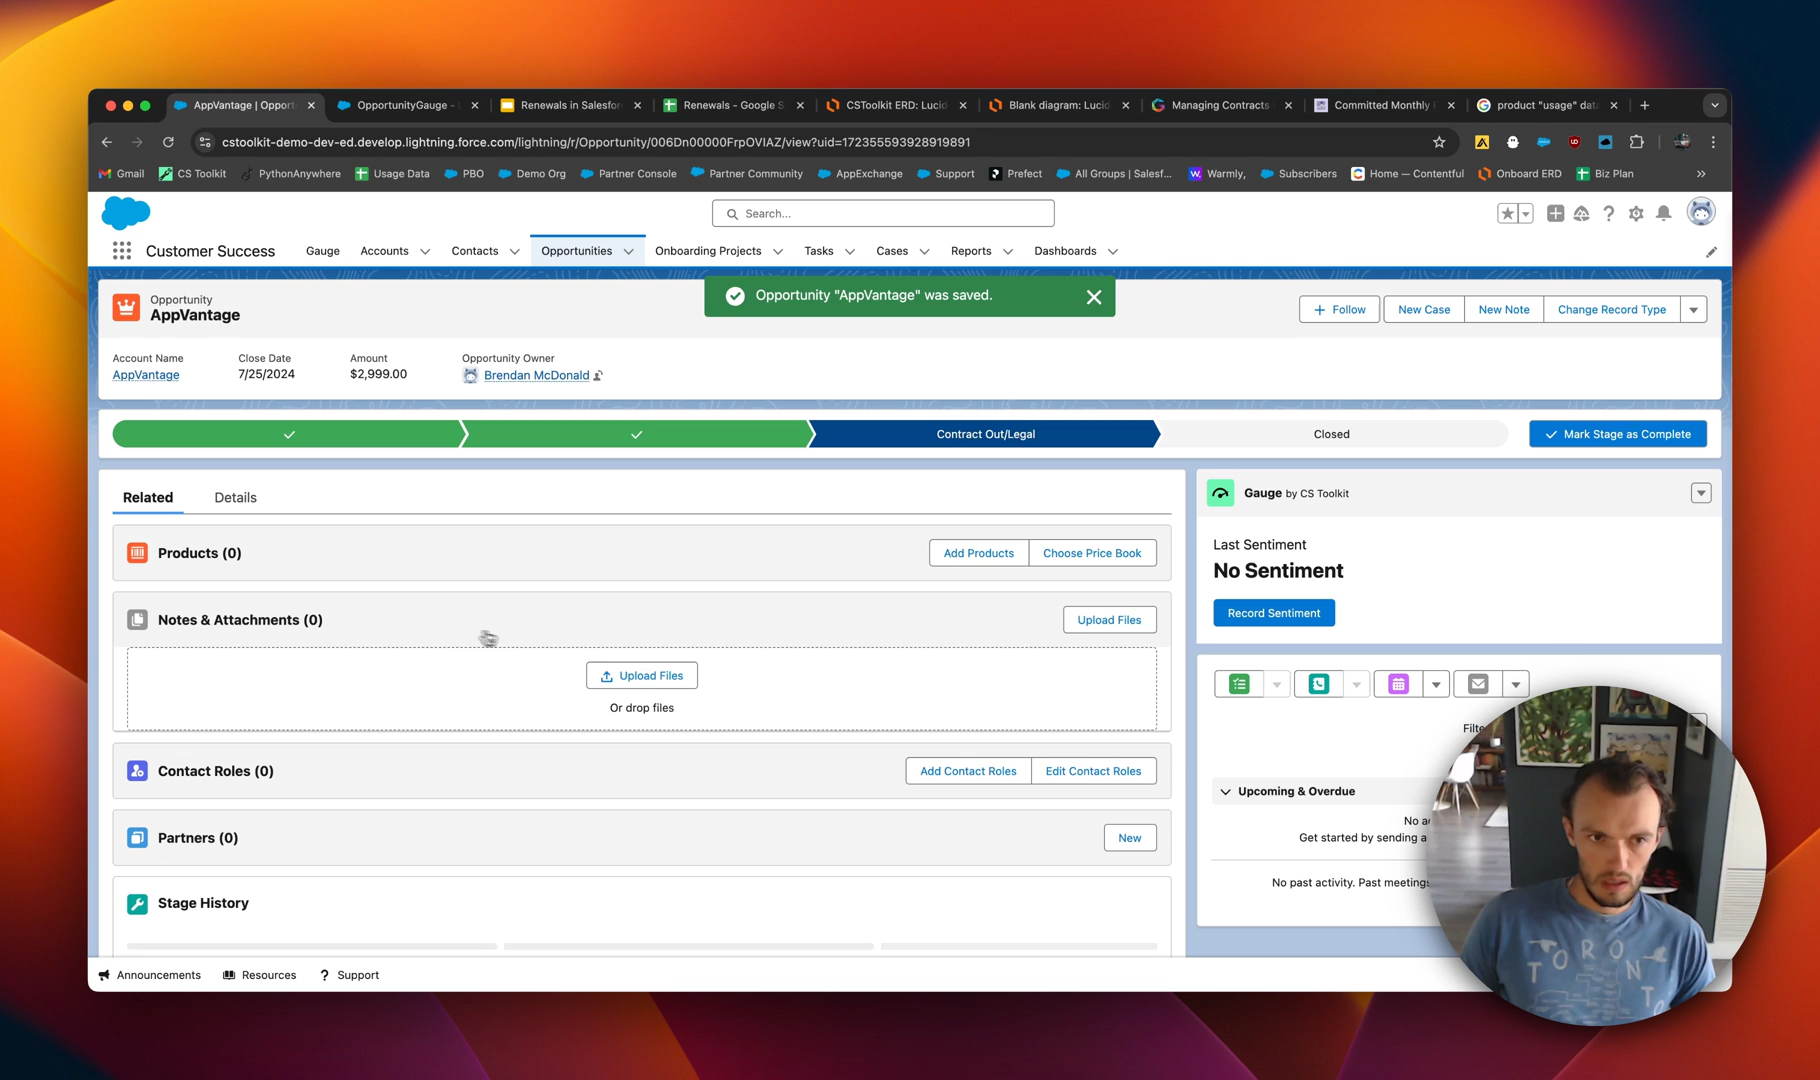 AppVantage | Opport
OpportunityGauge -
Renewals in Salesfor
Renewals - Google S
CSToolkit ERD: Lucid
Blank diagram: Lucid
Managing Contracts
Committed Monthly
product "usage" dat
cstoolkit-demo-dev-ed.develop.lightning.force.com/lightning/r/Opportunity/006Dn00000FrpOVIAZ/view?uid=172355593928919891
Gmail
CS Toolkit
PythonAnywhere
Usage Data
PBO
Demo Org
Partner Console
Partner Community
AppExchange
Support
Prefect
All Groups | Salesf...
Warmly,
Subscribers
Home — Contentful
Onboard ERD
Biz Plan
Search...
Customer Success
Gauge
Accounts
Contacts
Opportunities
Onboarding Projects
Tasks
Cases
Reports
Dashboards
Opportunity "AppVantage" was saved.
Opportunity
AppVantage
Follow
New Case
New Note
Change Record Type
Account Name
AppVantage
Close Date
7/25/2024
Amount
$2,999.00
Opportunity Owner
Brendan McDonald
Contract Out/Legal
Closed
Mark Stage as Complete
Related
Details
Products (0)
Add Products
Choose Price Book
Notes & Attachments (0)
Upload Files
Upload Files
Or drop files
Contact Roles (0)
Add Contact Roles
Edit Contact Roles
Partners (0)
New
Stage History
Gauge by CS Toolkit
Last Sentiment
No Sentiment
Record Sentiment
Upcoming & Overdue
Get started by sending a
No past activity. Past meetings
TORONTO
Announcements
Resources
Support